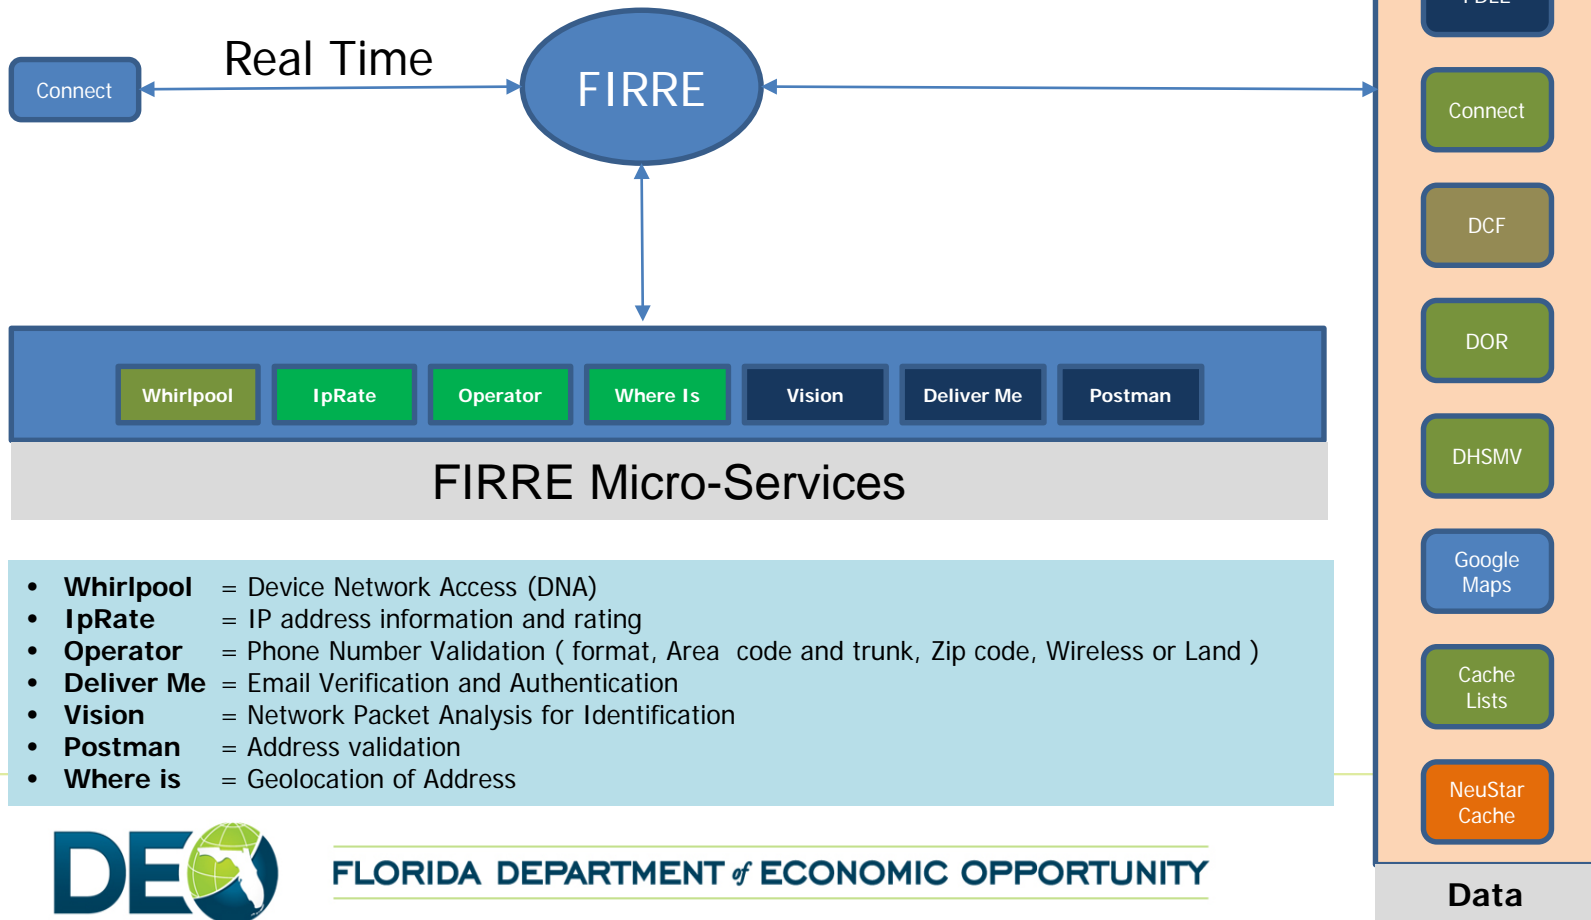 Real Time
Connect
FIRRE
Connect
DCF
DOR
DHSMV
Google
Maps
Cache
Lists
NeuStar
Cache
Data
Whirlpool
IpRate
Operator
Where Is
Vision
Deliver Me
Postman
FIRRE Micro-Services
• Whirlpool = Device Network Access (DNA)
• IpRate = IP address information and rating
• Operator = Phone Number Validation ( format, Area code and trunk, Zip code, Wireless or Land )
• Deliver Me = Email Verification and Authentication
• Vision = Network Packet Analysis for Identification
• Postman = Address validation
• Where is = Geolocation of Address
DEO
FLORIDA DEPARTMENT of ECONOMIC OPPORTUNITY